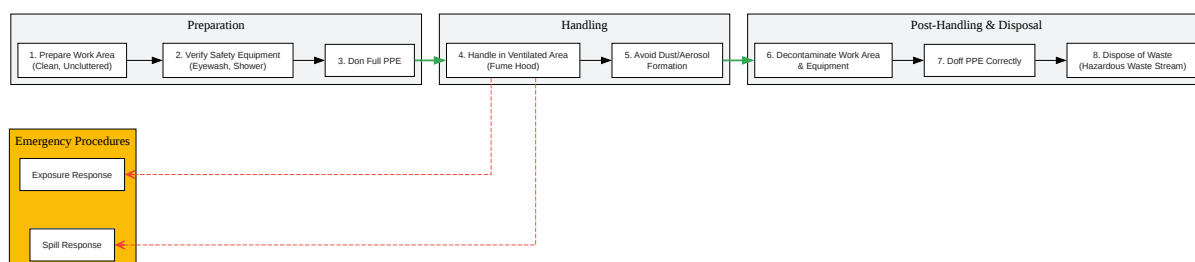 Preparation
1. Prepare Work Area
(Clean, Uncluttered)
2. Verify Safety Equipment
(Eyewash, Shower)
3. Don Full PPE
Handling
4. Handle in Ventilated Area
(Fume Hood)
5. Avoid Dust/Aerosol
Formation
Post-Handling & Disposal
6. Decontaminate Work Area
& Equipment
7. Doff PPE Correctly
8. Dispose of Waste
(Hazardous Waste Stream)
Emergency Procedures
Exposure Response
Spill Response